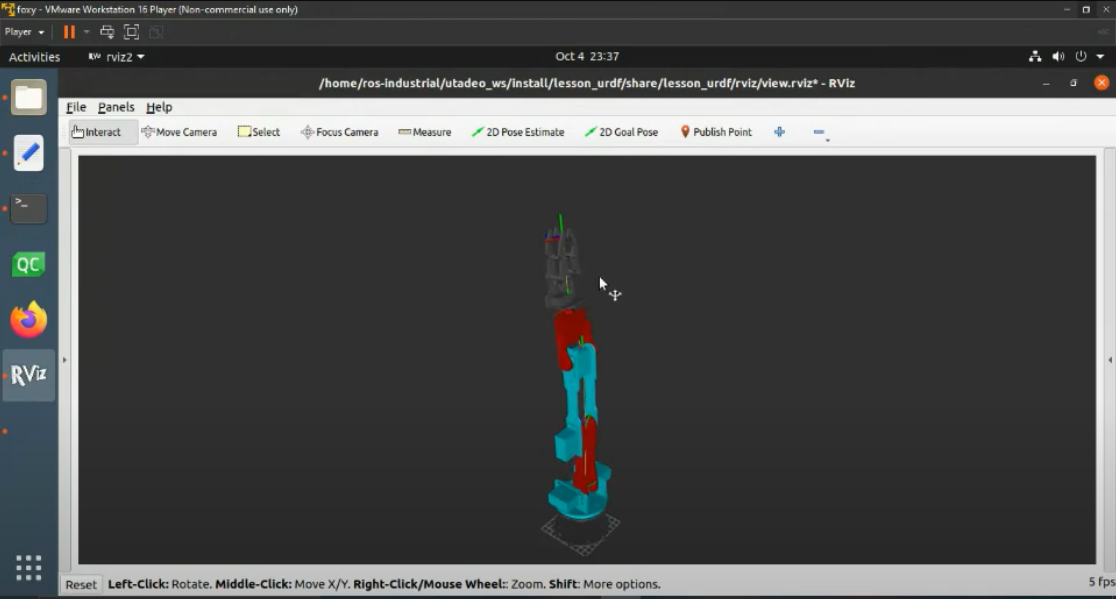 foxy - VMware Workstation 16 Player (Non-commercial use only)
Player
Activities
RViz rviz2
Oct 4 23:37
/home/ros-industrial/utadeo_ws/install/lesson_urdf/share/lesson_urdf/rviz/view.rviz* - RViz
File Panels Help
Interact Move Camera Select Focus Camera Measure 2D Pose Estimate 2D Goal Pose Publish Point
>_
QC
RViz
Reset Left-Click: Rotate. Middle-Click: Move X/Y. Right-Click/Mouse Wheel:: Zoom. Shift: More options. 5 fps